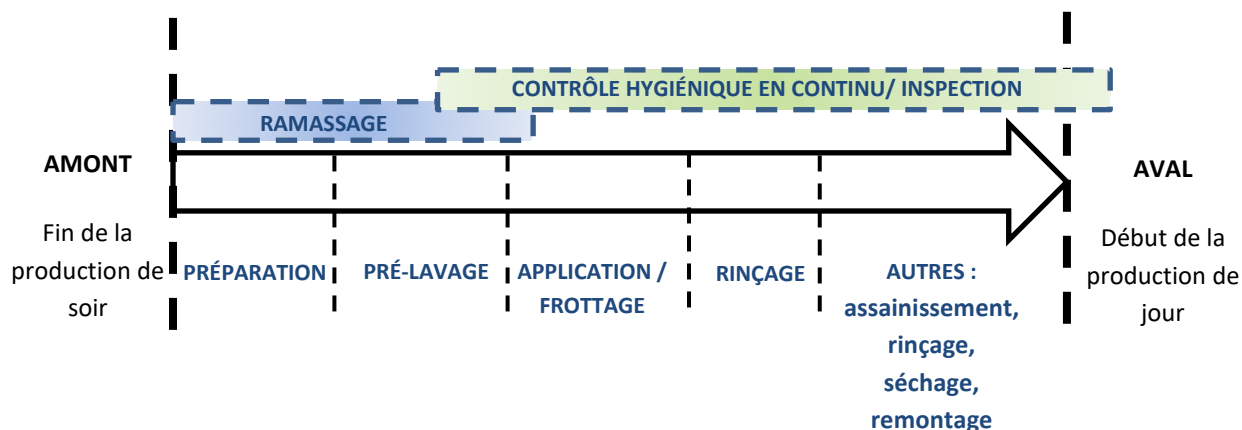 CONTRÔLE HYGIÉNIQUE EN CONTINU/ INSPECTION
RAMASSAGE
AMONT
Fin de la
production de
soir
PRÉPARATION
PRÉ-LAVAGE
APPLICATION /
FROTTAGE
RINÇAGE
AUTRES :
assainissement,
rinçage,
séchage,
remontage
AVAL
Début de la
production de
jour